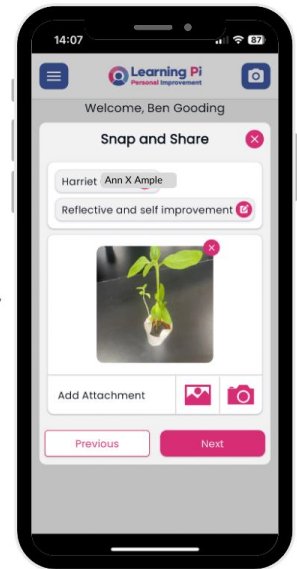 14:07
87
Learning Pi
Personal Improvement
Welcome, Ben Gooding
Snap and Share
Harriet Ann X Ample
Reflective and self improvement
Add Attachment
Previous
Next